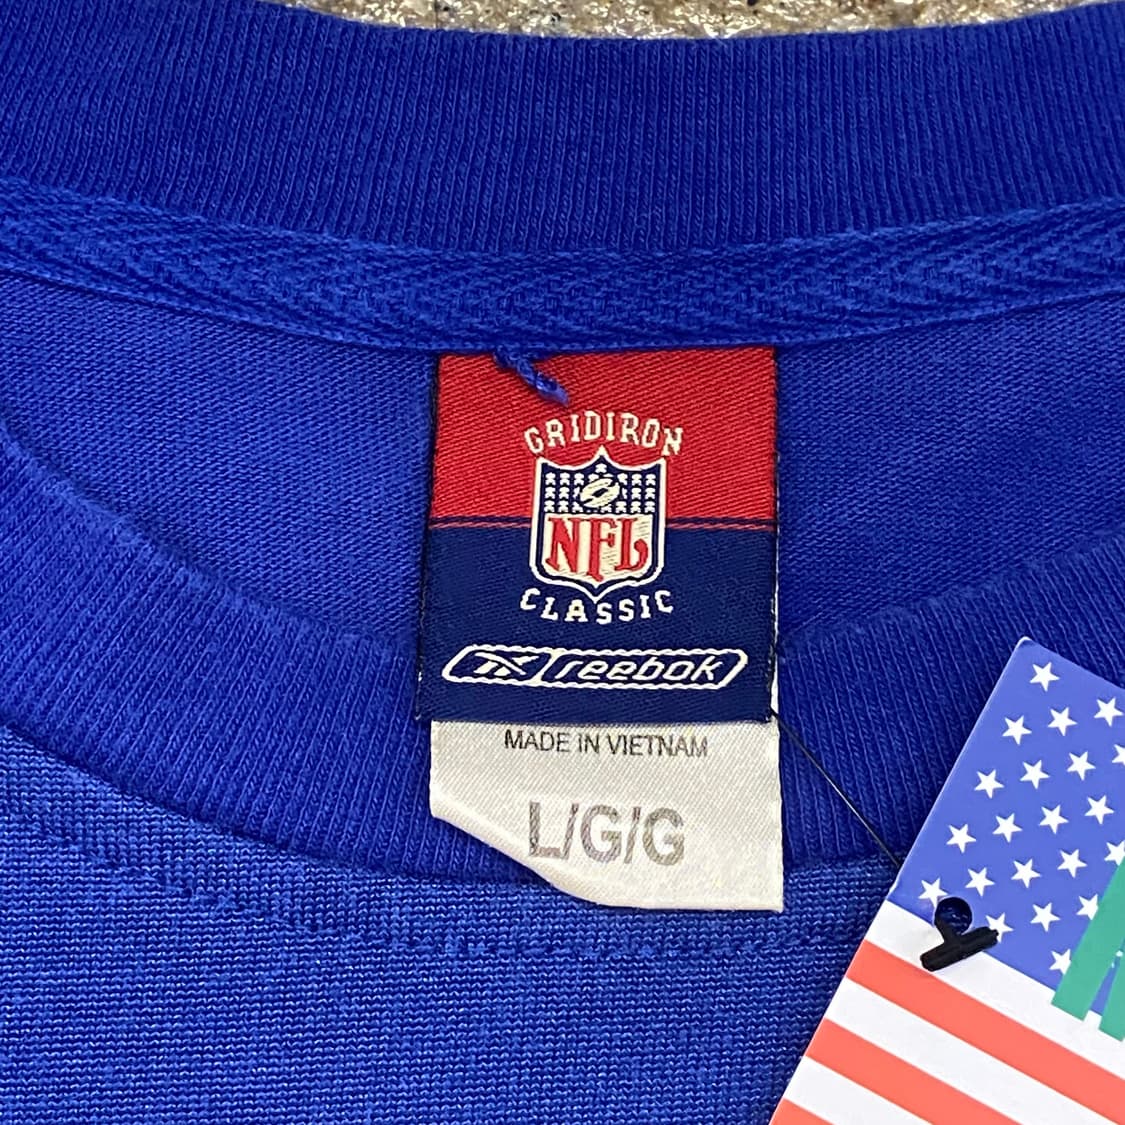 GRIDIRON
NFL
CLASSIC
reebok
MADE IN VIETNAM
L/G/G